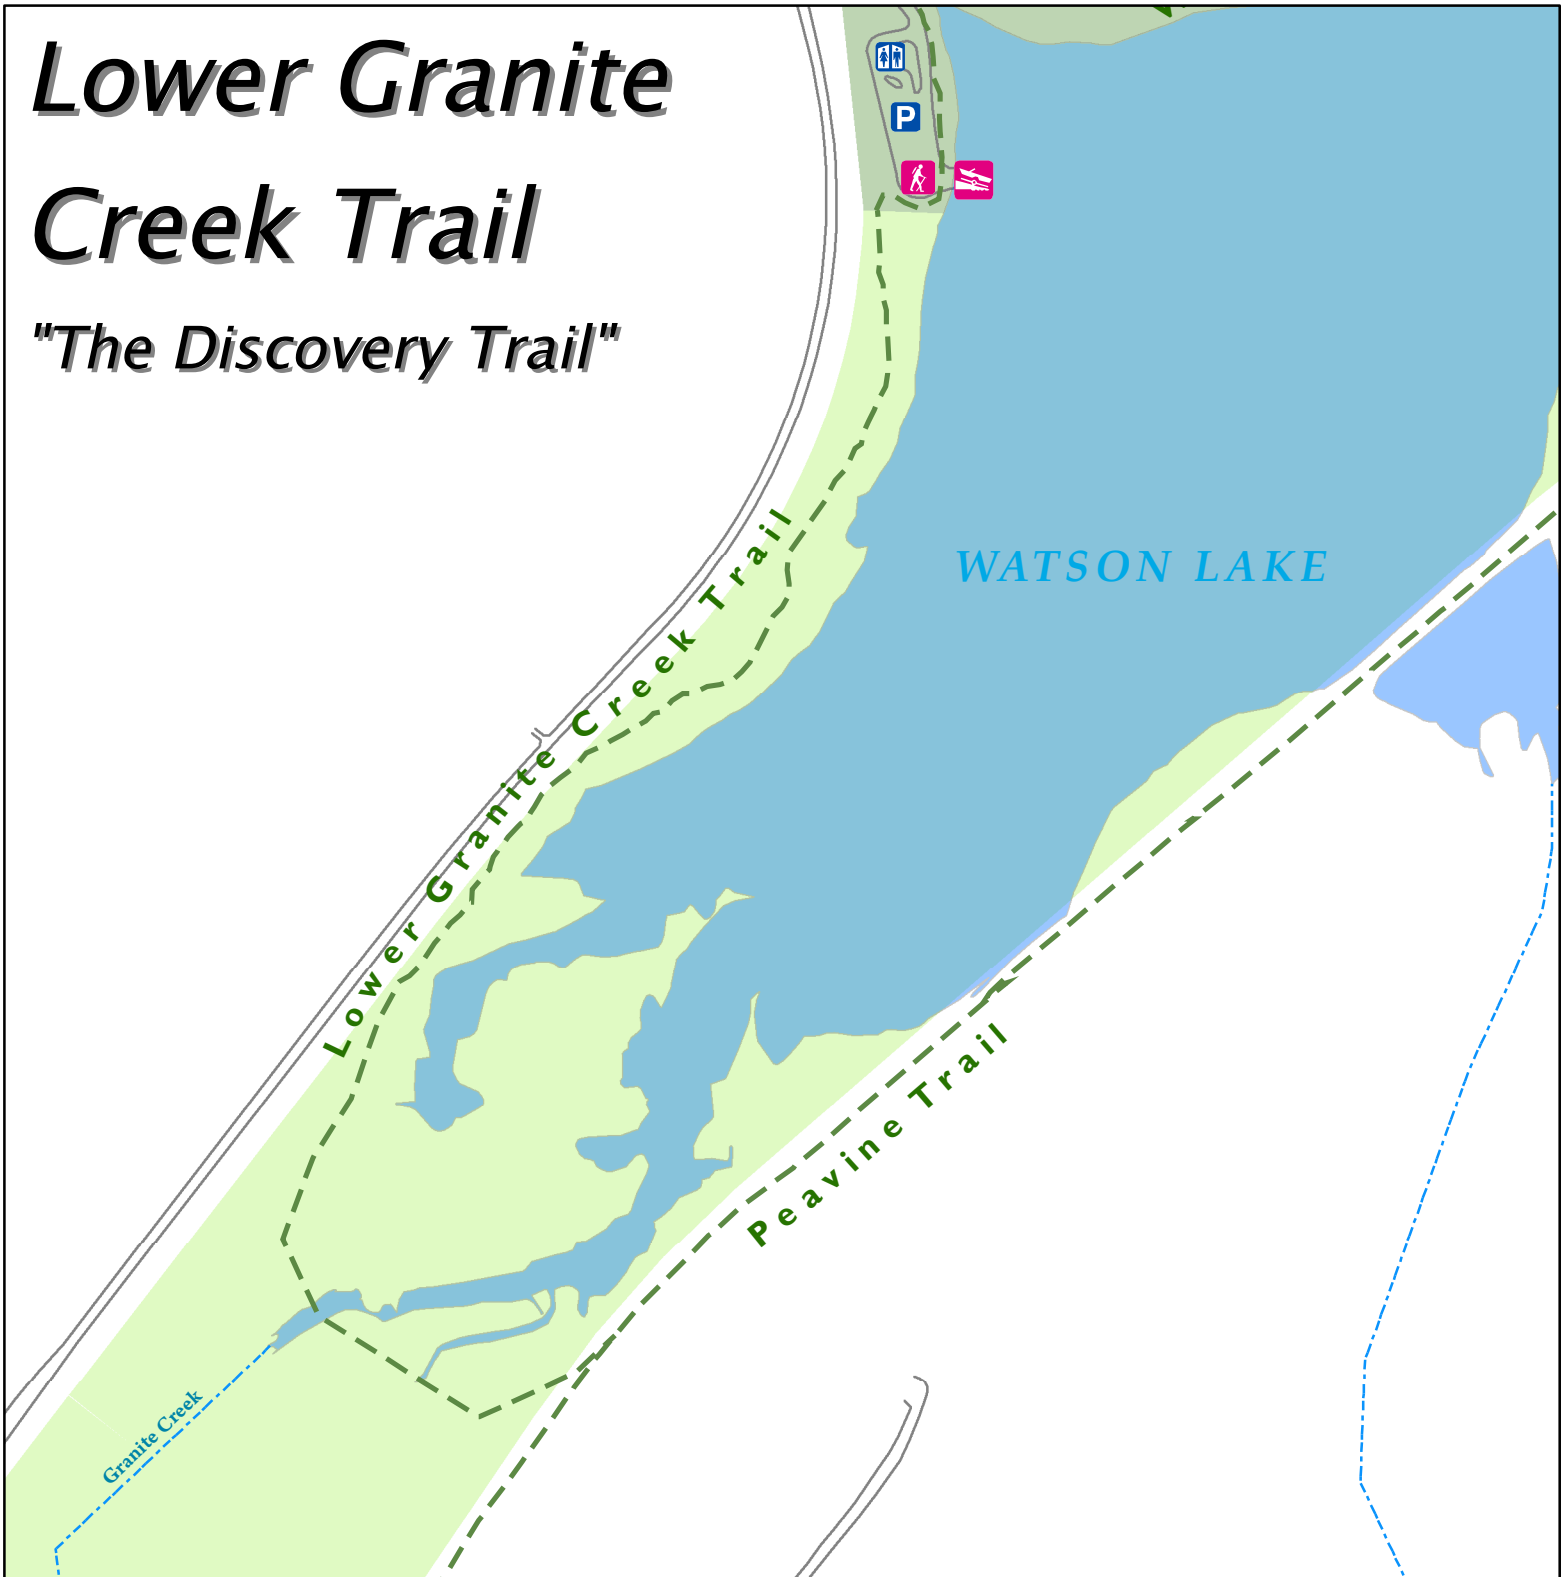 Lower Granite
Creek Trail
"The Discovery Trail"
P
WATSON LAKE
Lower Granite Creek Trail
Peavine Trail
Granite Creek